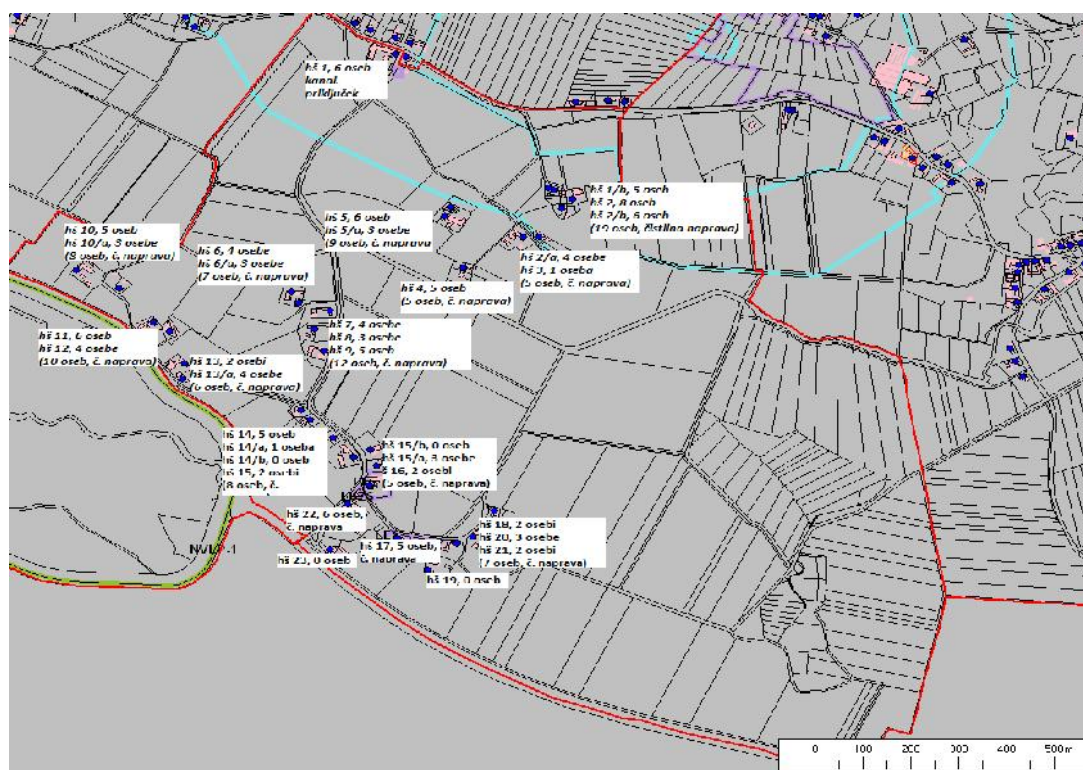 hš 1, 6 oseb
kanal.
priključek
hš 1/b, 5 oseb
hš 2, 8 oseb
hš 2/b, 6 oseb
(19 oseb, čistilna naprava)
hš 5, 6 oseb
hš 5/a, 3 osebe
(9 oseb, č. naprava)
hš 10, 5 oseb
hš 10/a, 3 osebe
(8 oseb, č. naprava)
hš 6, 4 osebe
hš 6/a, 3 osebe
(7 oseb, č. naprava)
hš 2/a, 4 osebe
hš 3, 1 oseba
(5 oseb, č. naprava)
hš 4, 5 oseb
(5 oseb, č. naprava)
hš 11, 6 oseb
hš 12, 4 osebe
(10 oseb, č. naprava)
hš 7, 4 osebe
hš 8, 3 osebe
hš 9, 5 oseb
(12 oseb, č. naprava)
hš 13, 2 osebi
hš 13/a, 4 osebe
(6 oseb, č. naprava)
hš 14, 5 oseb
hš 14/a, 1 oseba
hš 14/b, 0 oseb
hš 15, 2 osebi
(8 oseb, č.
hš 15/b, 0 oseb
hš 15/a, 3 osebe
hš 16, 2 osebi
(5 oseb, č. naprava)
hš 22, 6 oseb,
č. naprava
hš 18, 2 osebi
hš 20, 3 osebe
hš 21, 2 osebi
(7 oseb, č. naprava)
hš 17, 5 oseb,
č. naprava
hš 23, 0 oseb
hš 19, 0 oseb
0 100 200 300 400 500m